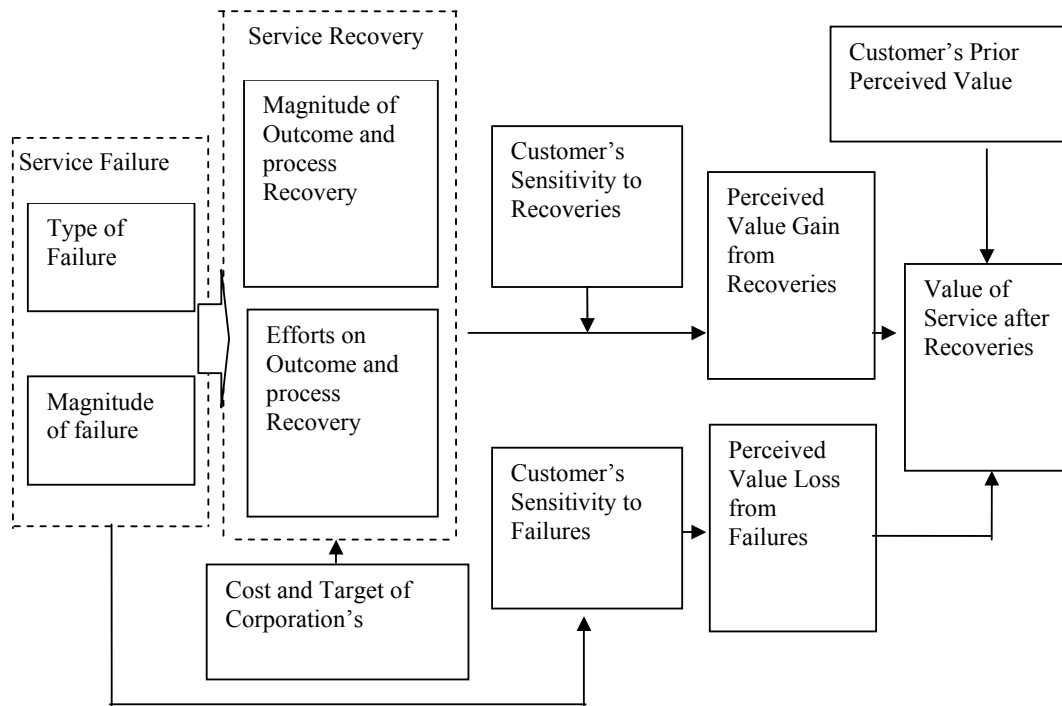 Service Failure
Type of
Failure
Magnitude
of failure
Service Recovery
Magnitude of
Outcome and
process
Recovery
Efforts on
Outcome and
process
Recovery
Cost and Target of
Corporation’s
Customer’s
Sensitivity to
Recoveries
Customer’s
Sensitivity to
Failures
Perceived
Value Gain
from
Recoveries
Perceived
Value Loss
from
Failures
Customer’s Prior
Perceived Value
Value of
Service after
Recoveries